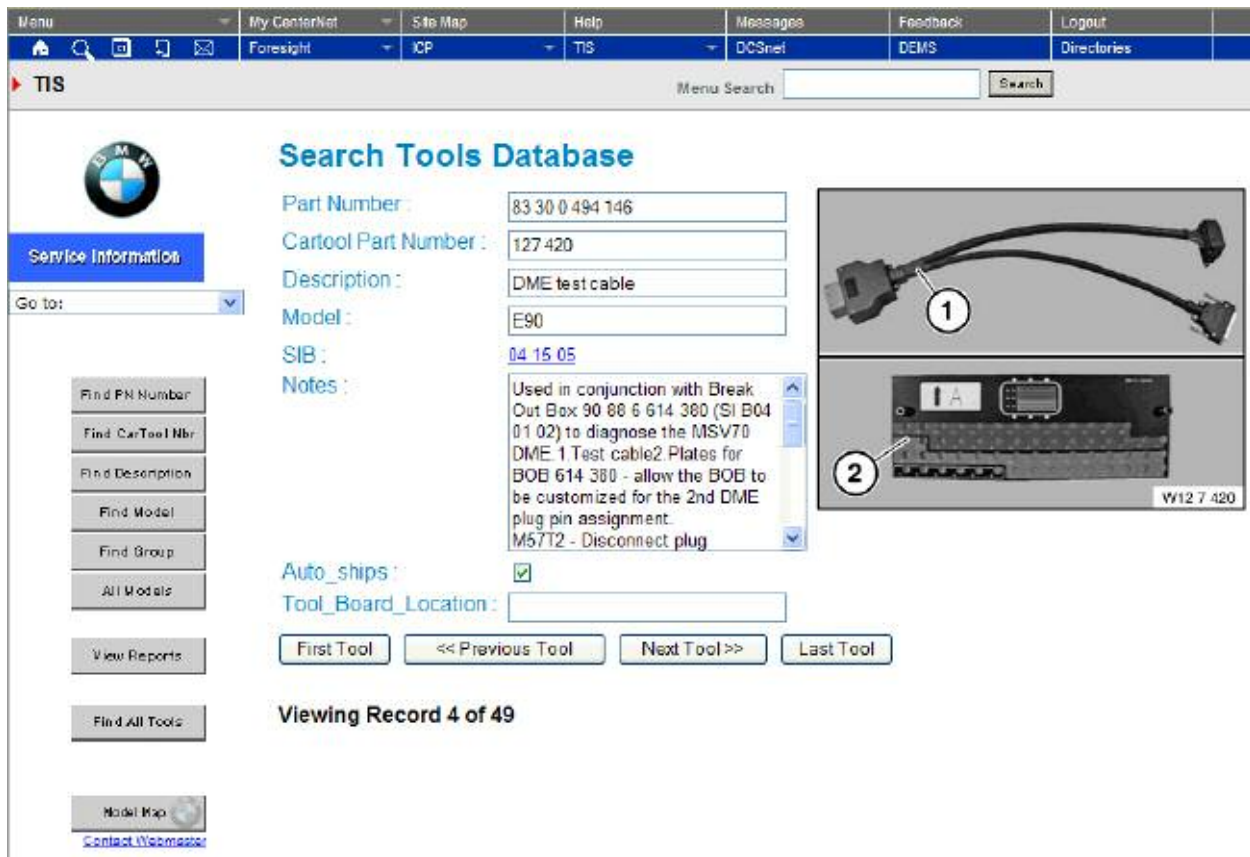 Menu
My CenterNet
Site Map
Help
Messages
Feedback
Logout
Foresight
ICP
TIS
DCSnet
DEMS
Directories
TIS
Menu Search
Search
BMW
Service Information
Go to:
Find PN Number
Find CarTool Nbr
Find Description
Find Model
Find Group
All Models
View Reports
Find All Tools
Model Map
Contact Webmaster
Search Tools Database
Part Number :
83 30 0 494 146
Cartool Part Number :
127 420
Description :
DME test cable
Model :
E90
SIB :
04 15 05
Notes :
Used in conjunction with Break
Out Box 90 88 6 614 380 (SI B04
01 02) to diagnose the MSV70
DME.1.Test cable2.Plates for
BOB 614 380 - allow the BOB to
be customized for the 2nd DME
plug pin assignment.
M57T2 - Disconnect plug
Auto_ships :
Tool_Board_Location :
First Tool
<< Previous Tool
Next Tool >>
Last Tool
Viewing Record 4 of 49
1
A
2
W12 7 420